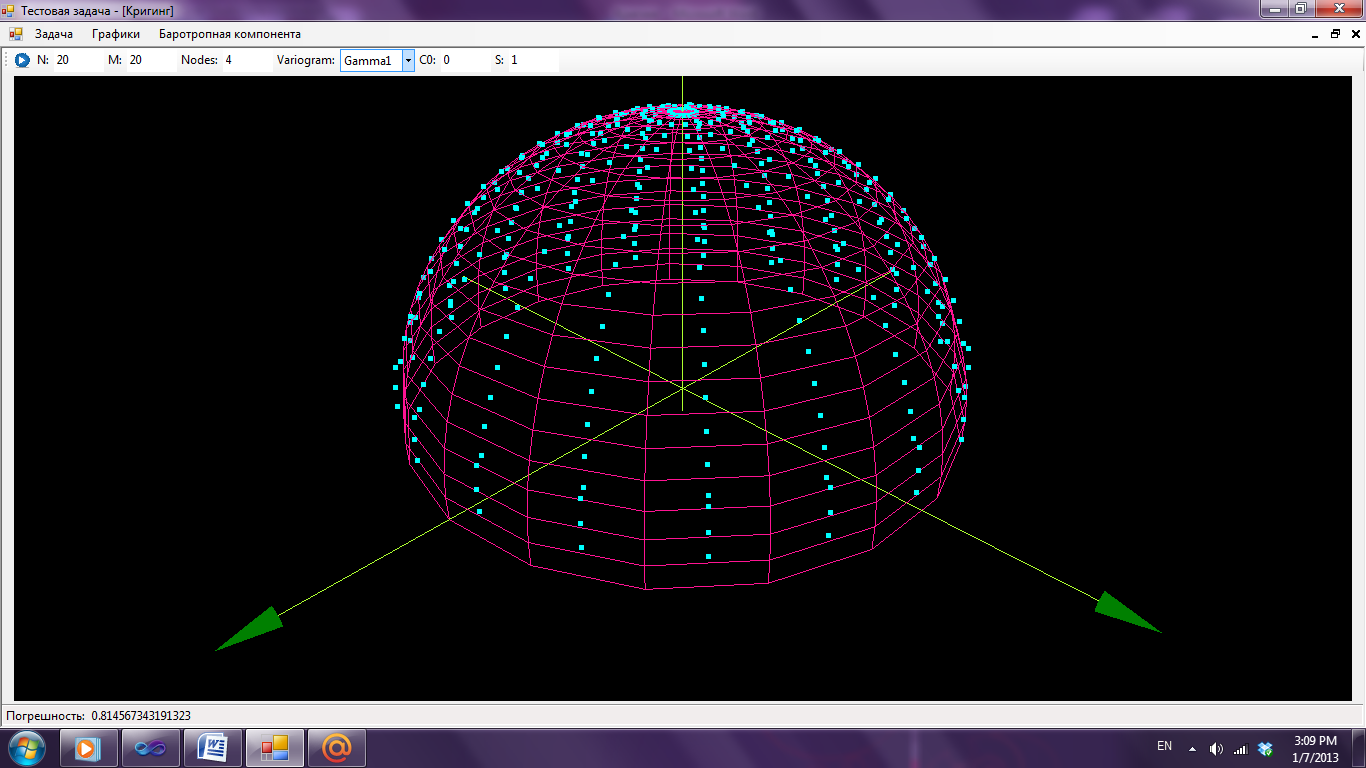 Тестовая задача - [Кригинг]
Задача Графики Баротропная компонента
N: 20 M: 20 Nodes: 4 Variogram: Gamma1 C0: 0 S: 1
Погрешность: 0.814567343191323
EN 3:09 PM
1/7/2013